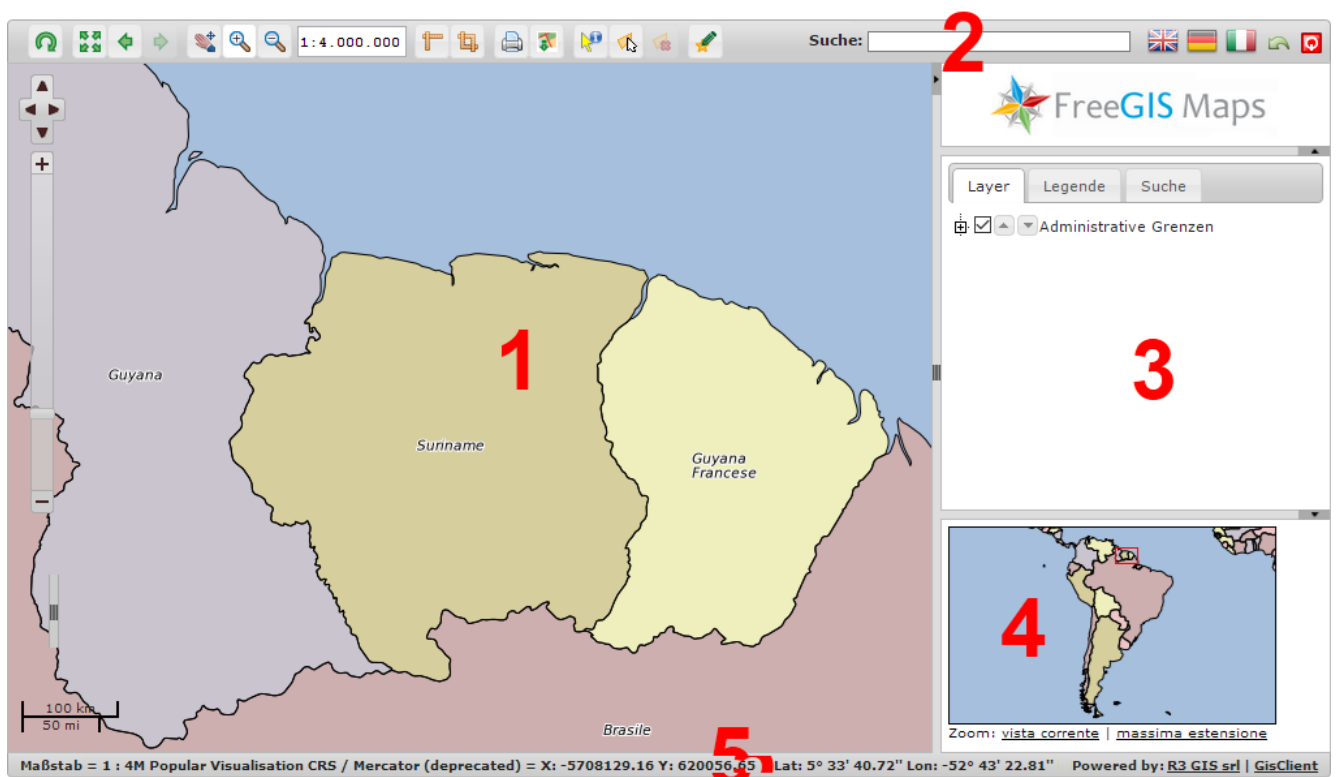 1:4.000.000
Suche:
2
FreeGIS Maps
Layer Legende Suche
Administrative Grenzen
1
3
Guyana
Suriname
Guyana
Francese
4
100 km
50 mi
Brasile
Zoom: vista corrente | massima estensione
5
Maßstab = 1 : 4M Popular Visualisation CRS / Mercator (deprecated) = X: -5708129.16 Y: 620056.65 Lat: 5° 33' 40.72" Lon: -52° 43' 22.81" Powered by: R3 GIS srl | GisClient